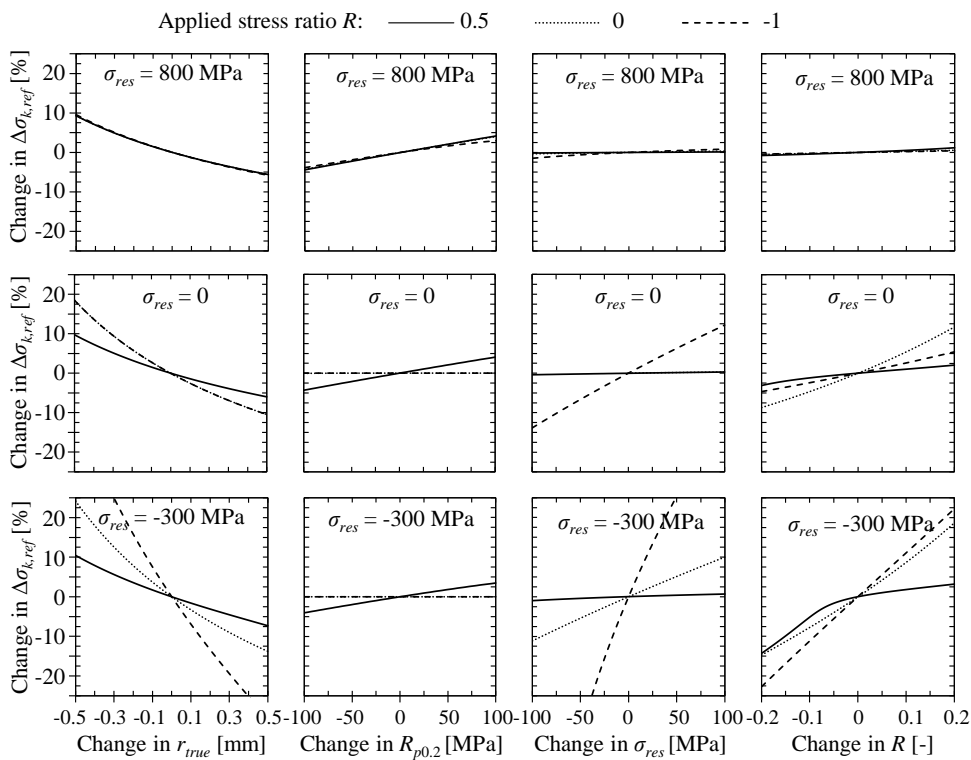 Applied stress ratio R: 0.5 0 -1
Change in Δσk,ref [%]
20
10
0
-10
-20
σres = 800 MPa
σres = 800 MPa
σres = 800 MPa
σres = 800 MPa
Change in Δσk,ref [%]
20
10
0
-10
-20
σres = 0
σres = 0
σres = 0
σres = 0
Change in Δσk,ref [%]
20
10
0
-10
-20
σres = -300 MPa
σres = -300 MPa
σres = -300 MPa
σres = -300 MPa
-0.5 -0.3 -0.1 0.1 0.3 0.5
-100 -50 0 50 100
-100 -50 0 50 100
-0.2 -0.1 0 0.1 0.2
Change in rtrue [mm]
Change in Rp0.2 [MPa]
Change in σres [MPa]
Change in R [-]